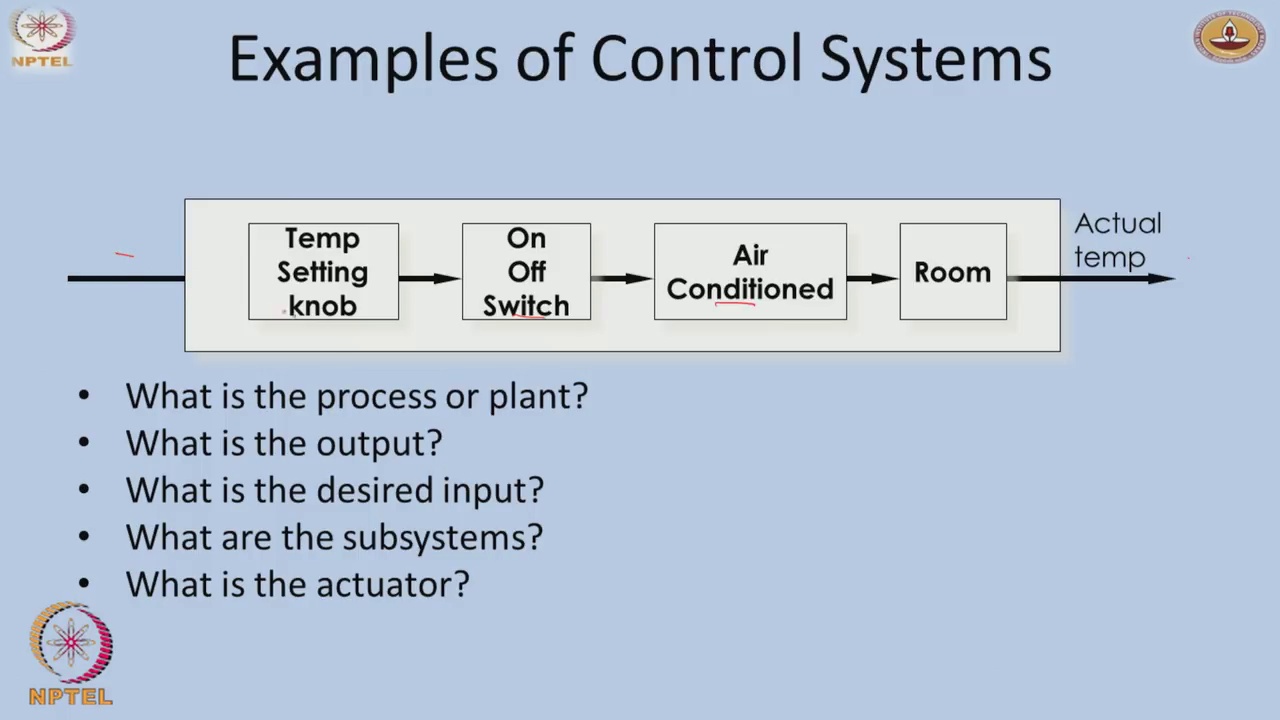 NPTEL
Examples of Control Systems
Temp
Setting
knob
On
Off
Switch
Air
Conditioned
Room
Actual
temp
• What is the process or plant?
• What is the output?
• What is the desired input?
• What are the subsystems?
• What is the actuator?
NPTEL